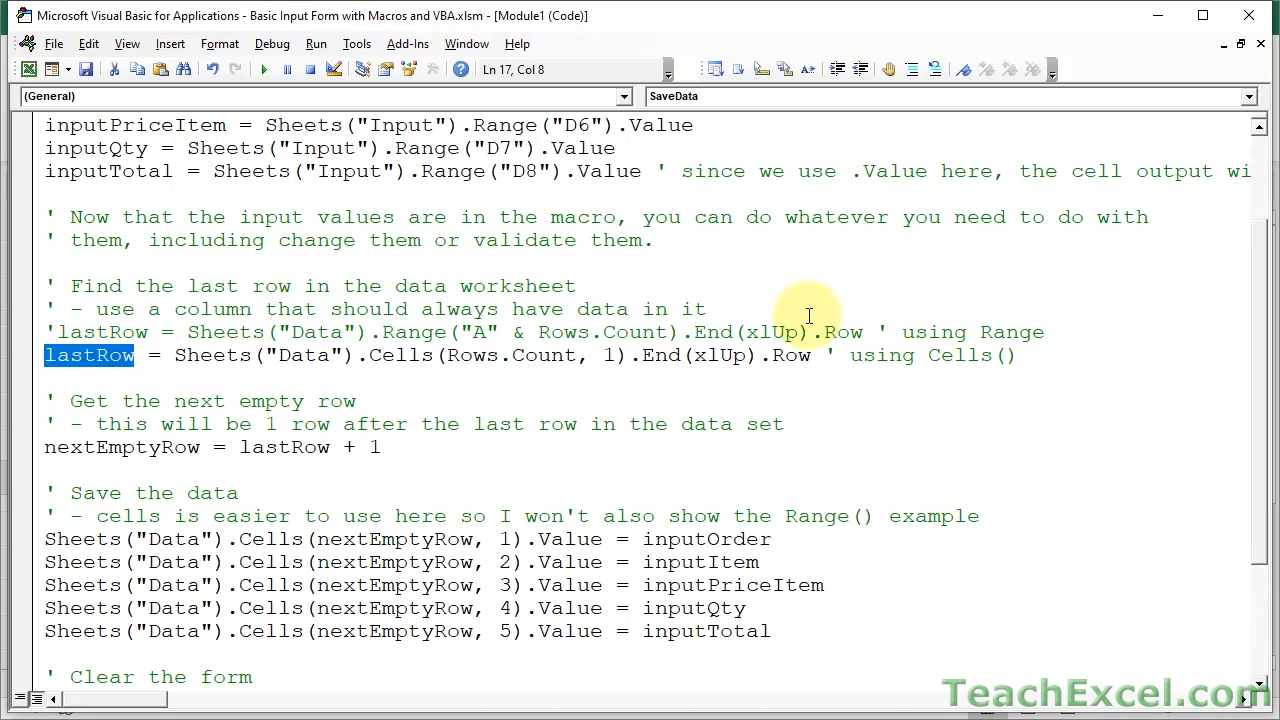 Microsoft Visual Basic for Applications - Basic Input Form with Macros and VBA.xlsm - [Module1 (Code)]
File Edit View Insert Format Debug Run Tools Add-Ins Window Help
Ln 17, Col 8
(General) SaveData
inputPriceItem = Sheets("Input").Range("D6").Value
inputQty = Sheets("Input").Range("D7").Value
inputTotal = Sheets("Input").Range("D8").Value ' since we use .Value here, the cell output wi
' Now that the input values are in the macro, you can do whatever you need to do with
' them, including change them or validate them.
' Find the last row in the data worksheet
' - use a column that should always have data in it
'lastRow = Sheets("Data").Range("A" & Rows.Count).End(xlUp).Row ' using Range
lastRow = Sheets("Data").Cells(Rows.Count, 1).End(xlUp).Row ' using Cells()
' Get the next empty row
' - this will be 1 row after the last row in the data set
nextEmptyRow = lastRow + 1
' Save the data
' - cells is easier to use here so I won't also show the Range() example
Sheets("Data").Cells(nextEmptyRow, 1).Value = inputOrder
Sheets("Data").Cells(nextEmptyRow, 2).Value = inputItem
Sheets("Data").Cells(nextEmptyRow, 3).Value = inputPriceItem
Sheets("Data").Cells(nextEmptyRow, 4).Value = inputQty
Sheets("Data").Cells(nextEmptyRow, 5).Value = inputTotal
' Clear the form
TeachExcel.com